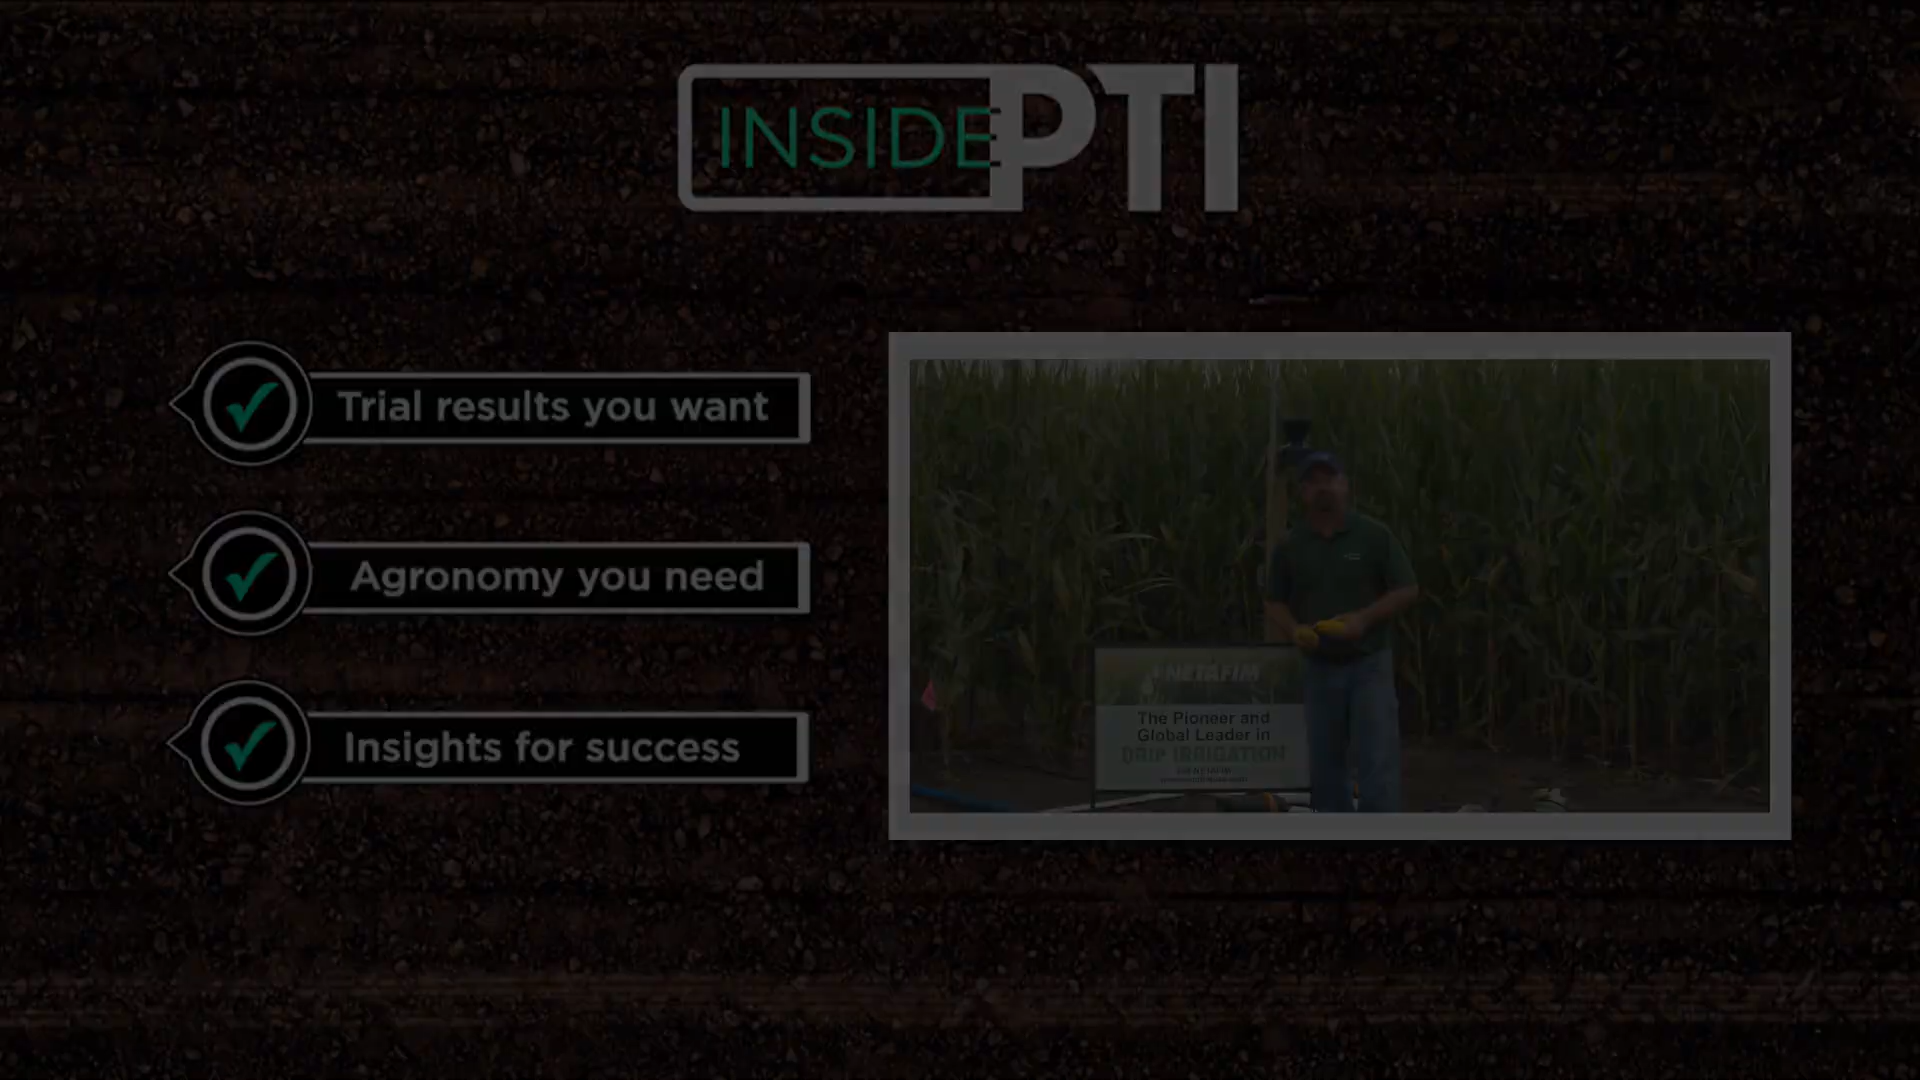 INSIDE PTI
Trial results you want
Agronomy you need
Insights for success
NETAFIM
The Pioneer and
Global Leader in
DRIP IRRIGATION